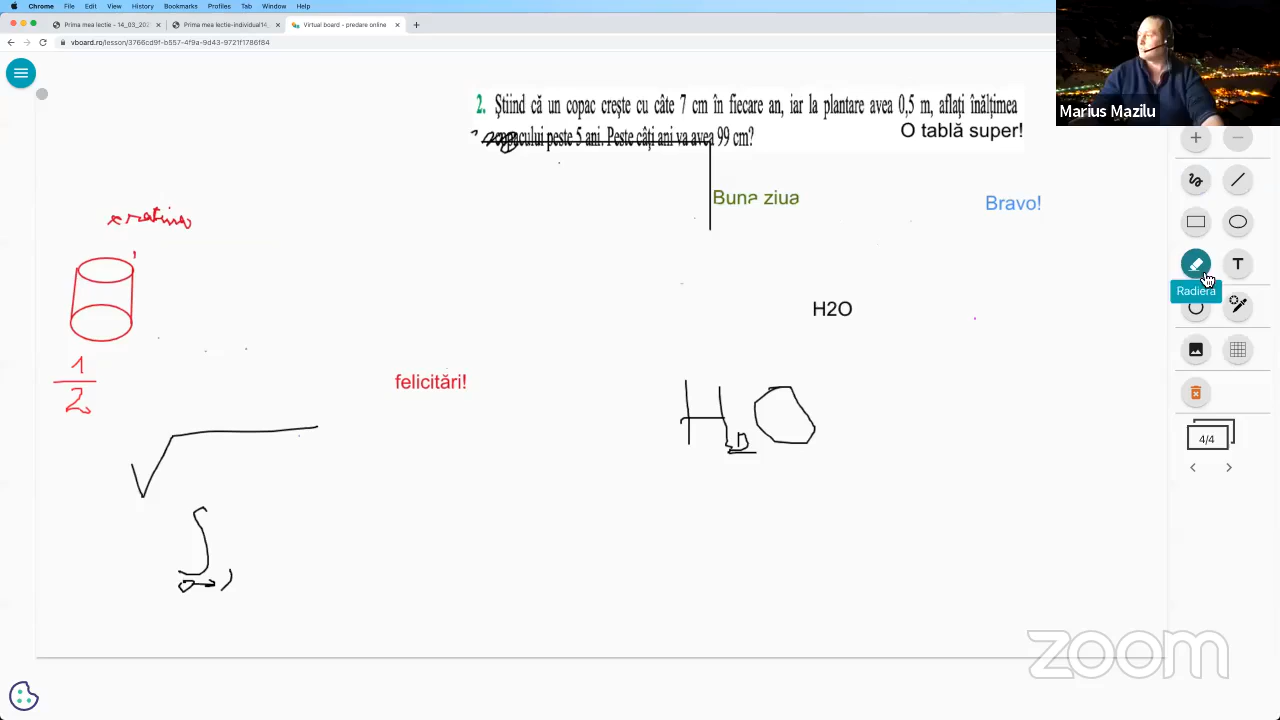 Chrome File Edit View History Bookmarks Profiles Tab Window Help
Prima mea lectie - 14_03_202 Prima mea lectie-individual14_ Virtual board - predare online
vboard.ro/lesson/3766cd9f-b557-4f9a-9d43-9721f1786f84
Marius Mazilu
2. Știind că un copac crește cu câte 7 cm în fiecare an, iar la plantare avea 0,5 m, aflați înălțimea
copacului peste 5 ani. Peste câți ani va avea 99 cm?
O tablă super!
Buna ziua
Bravo!
T
Radiera
H2O
1
2
felicitări!
H O
4/4
zoom